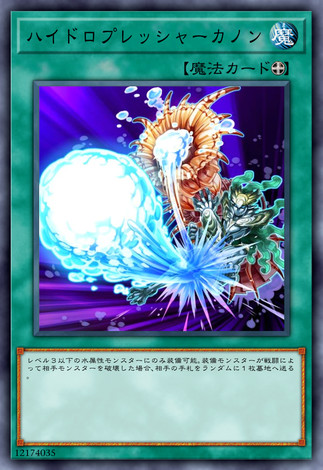 ハイドロプレッシャーカノン 魔
【魔法カード】
レベル３以下の水属性モンスターにのみ装備可能。装備モンスターが戦闘によ
って相手モンスターを破壊した場合、相手の手札をランダムに１枚墓地へ送る
。
12174035